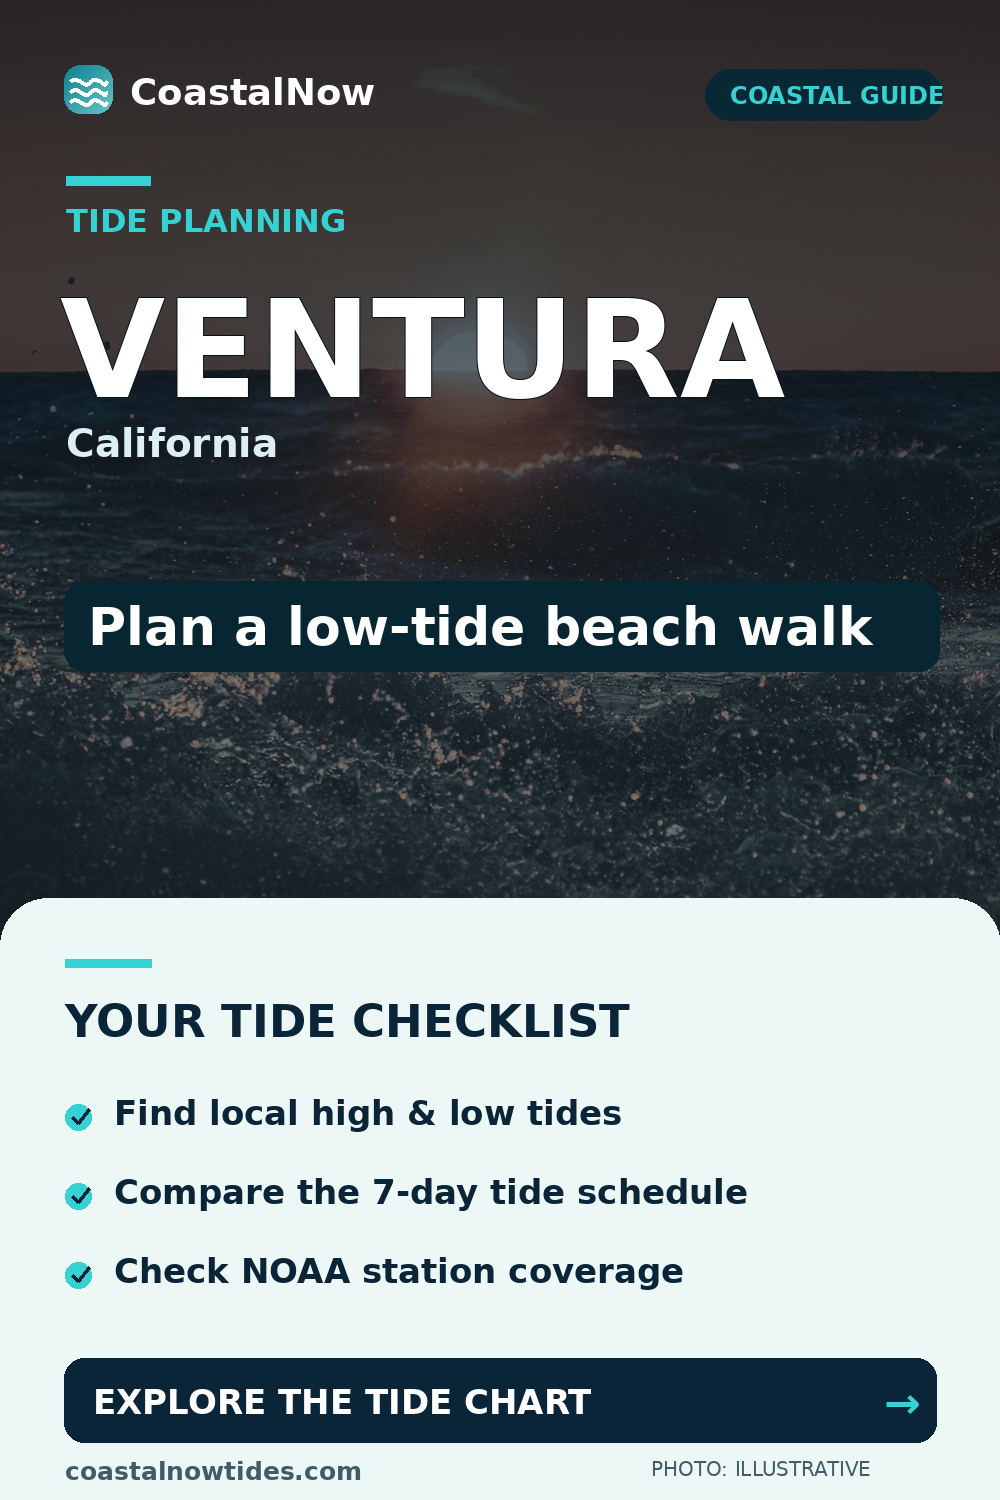 CoastalNow
COASTAL GUIDE
TIDE PLANNING
VENTURA
California
Plan a low-tide beach walk
YOUR TIDE CHECKLIST
Find local high & low tides
Compare the 7-day tide schedule
Check NOAA station coverage
EXPLORE THE TIDE CHART →
coastalnowtides.com
PHOTO: ILLUSTRATIVE